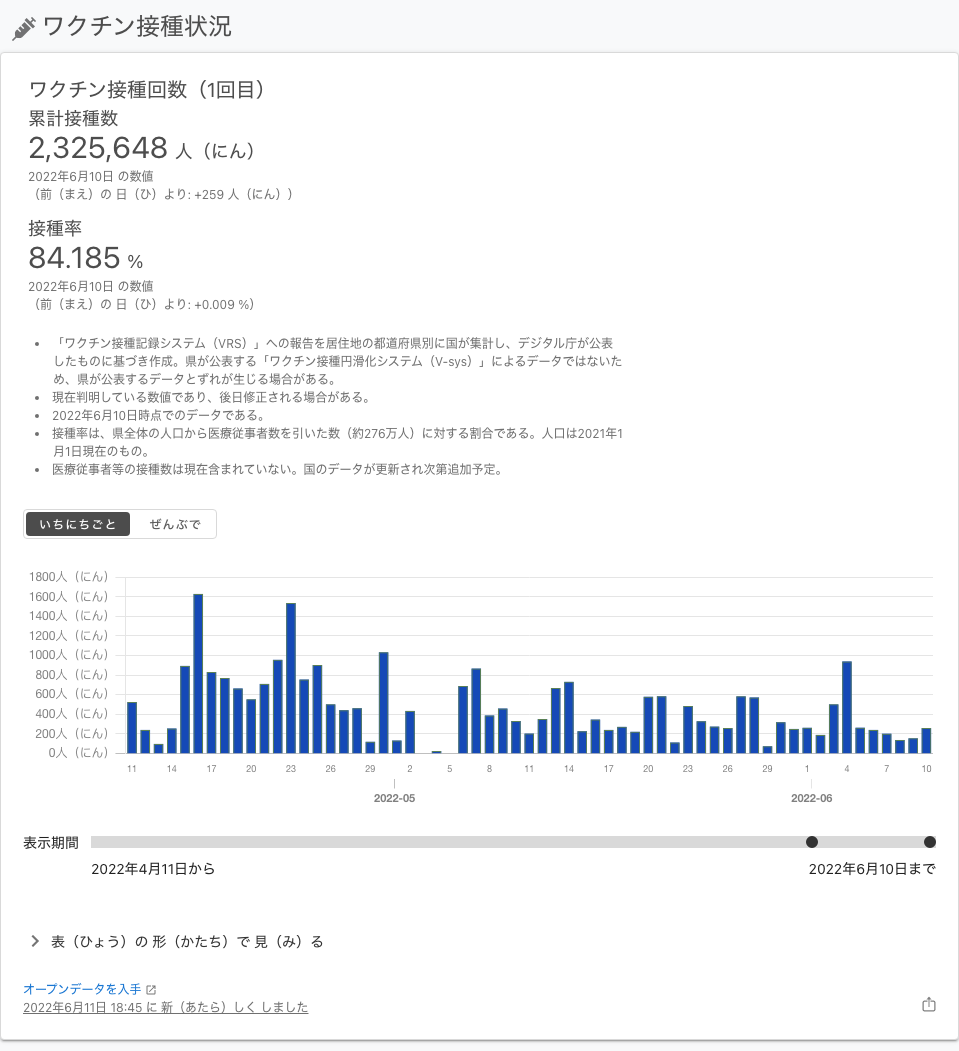 ワクチン接種状況
ワクチン接種回数（1回目）
累計接種数
2,325,648 人（にん）
2022年6月10日 の数値
（前（まえ）の 日（ひ）より: +259 人（にん））
接種率
84.185 %
2022年6月10日 の数値
（前（まえ）の 日（ひ）より: +0.009 %）
• 「ワクチン接種記録システム（VRS）」への報告を居住地の都道府県別に国が集計し、デジタル庁が公表
したものに基づき作成。県が公表する「ワクチン接種円滑化システム（V-sys）」によるデータではないた
め、県が公表するデータとずれが生じる場合がある。
• 現在判明している数値であり、後日修正される場合がある。
• 2022年6月10日時点でのデータである。
• 接種率は、県全体の人口から医療従事者数を引いた数（約276万人）に対する割合である。人口は2021年1
月1日現在のもの。
• 医療従事者等の接種数は現在含まれていない。国のデータが更新され次第追加予定。
いちにちごと ぜんぶで
1800人（にん）
1600人（にん）
1400人（にん）
1200人（にん）
1000人（にん）
800人（にん）
600人（にん）
400人（にん）
200人（にん）
0人（にん）
11 14 17 20 23 26 29 2 5 8 11 14 17 20 23 26 29 1 4 7 10
2022-05 2022-06
表示期間
2022年4月11日から 2022年6月10日まで
表（ひょう）の 形（かたち）で 見（み）る
オープンデータを入手
2022年6月11日 18:45 に 新（あたら）しく しました